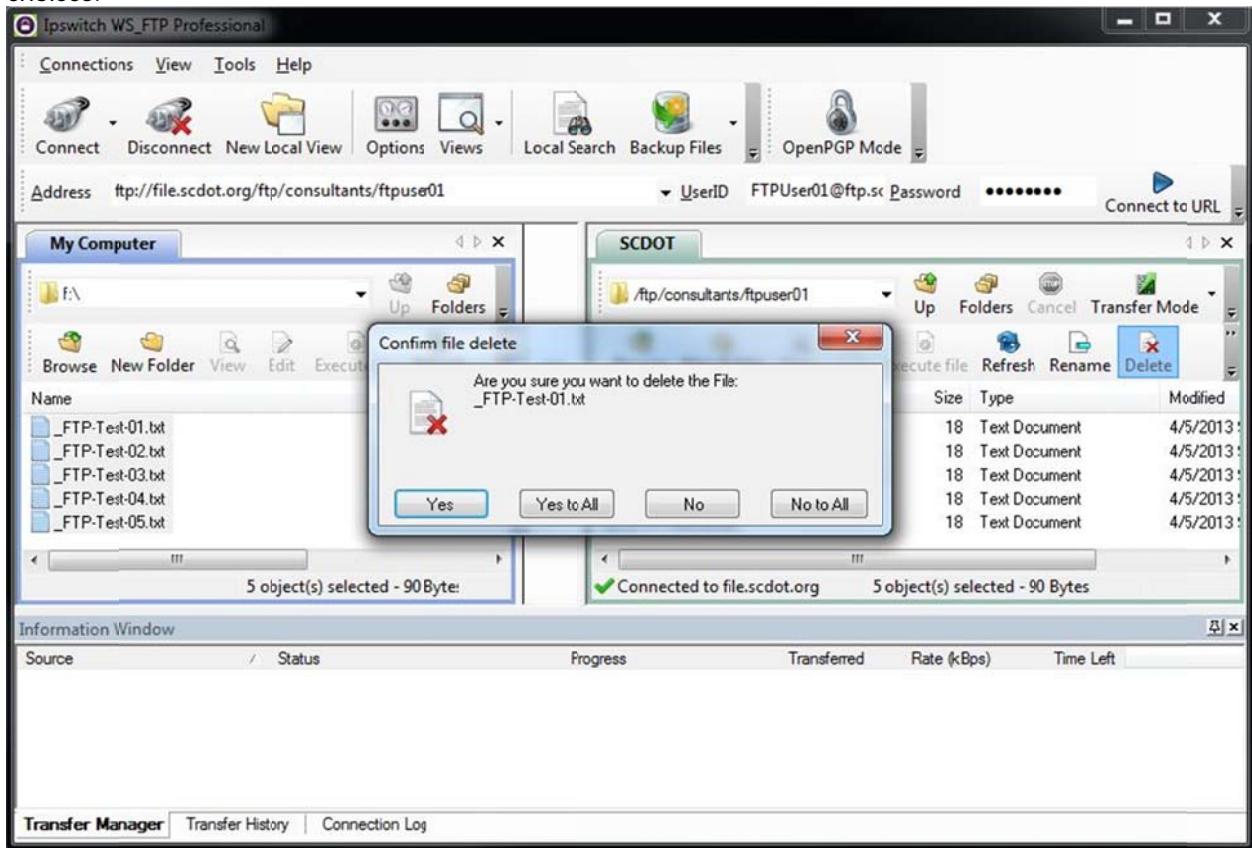 Ipswitch WS_FTP Professional
Connections View Tools Help
Connect Disconnect New Local View Options Views Local Search Backup Files OpenPGP Mode
Address ftp://file.scdot.org/ftp/consultants/ftpuser01 UserID FTPUser01@ftp.sc Password ●●●●●●●● Connect to URL
My Computer
SCDOT
f:\ Up Folders
/ftp/consultants/ftpuser01 Up Folders Cancel Transfer Mode
Browse New Folder View Edit Execut
xecute file Refresh Rename Delete
Name
Size Type Modified
_FTP-Test-01.txt
_FTP-Test-02.txt
_FTP-Test-03.txt
_FTP-Test-04.txt
_FTP-Test-05.txt
18 Text Document 4/5/2013
18 Text Document 4/5/2013
18 Text Document 4/5/2013
18 Text Document 4/5/2013
18 Text Document 4/5/2013
Confirm file delete
Are you sure you want to delete the File:
_FTP-Test-01.txt
Yes Yes to All No No to All
5 object(s) selected - 90 Byte
Connected to file.scdot.org 5 object(s) selected - 90 Bytes
Information Window
Source / Status Progress Transferred Rate (kBps) Time Left
Transfer Manager Transfer History Connection Log